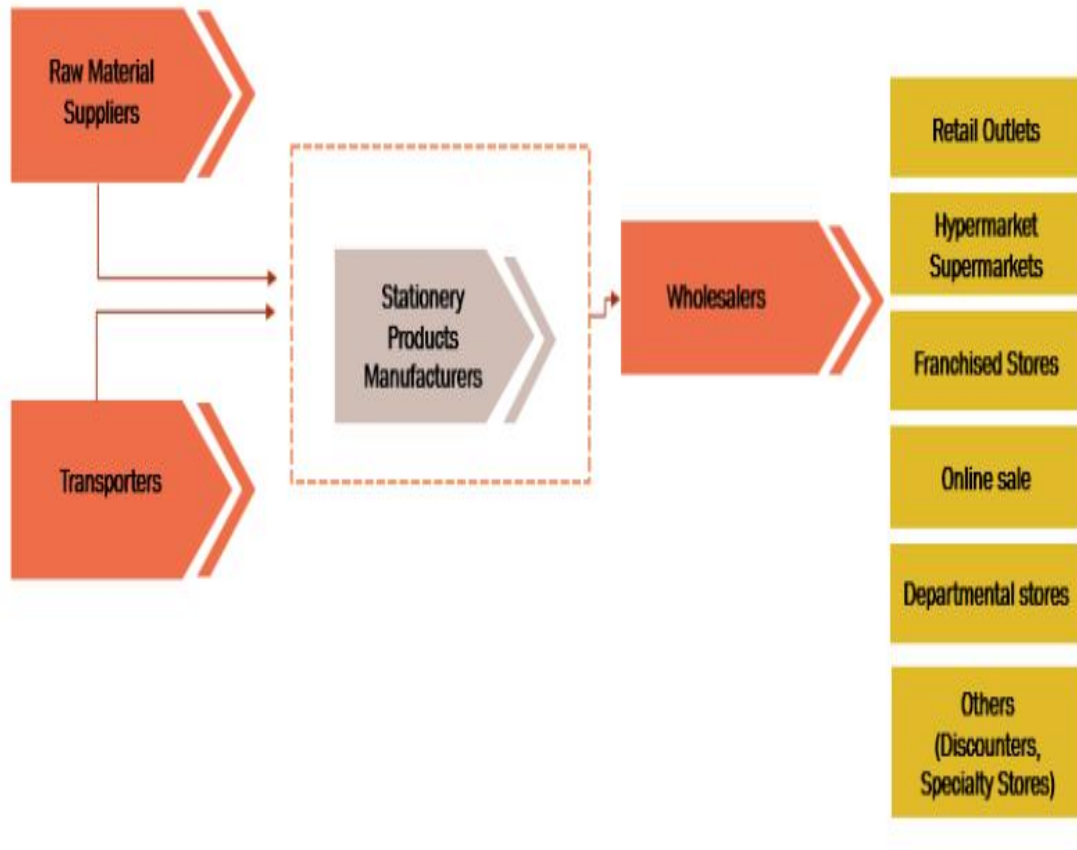 Raw Material
Suppliers
Transporters
Stationery
Products
Manufacturers
Wholesalers
Retail Outlets
Hypermarket
Supermarkets
Franchised Stores
Online sale
Departmental stores
Others
(Discounters,
Specialty Stores)